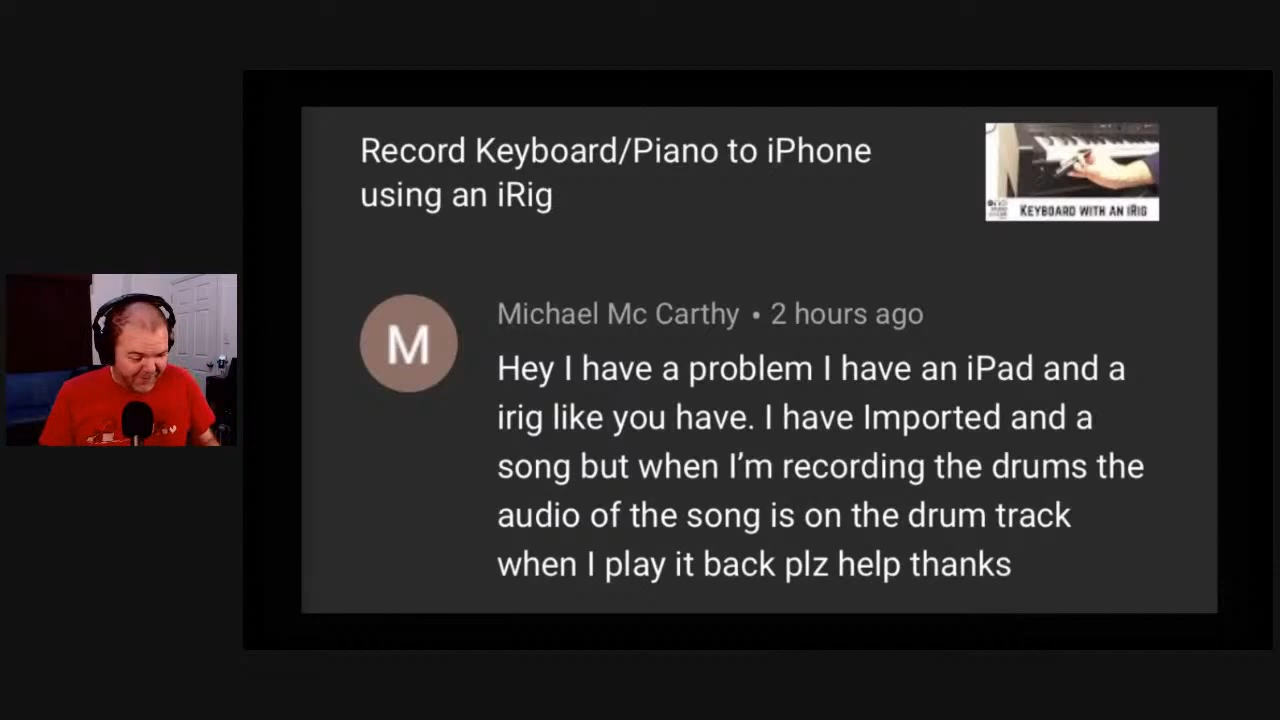 Record Keyboard/Piano to iPhone
using an iRig
KEYBOARD WITH AN IRIG
Michael Mc Carthy • 2 hours ago
M
Hey I have a problem I have an iPad and a
irig like you have. I have Imported and a
song but when I'm recording the drums the
audio of the song is on the drum track
when I play it back plz help thanks